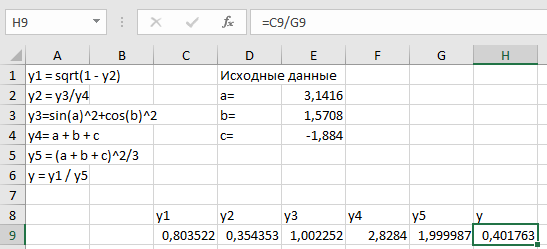 H9 fx =C9/G9
A B C D E F G H
1 y1 = sqrt(1 - y2) Исходные данные
2 y2 = y3/y4 a= 3,1416
3 y3=sin(a)^2+cos(b)^2 b= 1,5708
4 y4= a + b + c c= -1,884
5 y5 = (a + b + c)^2/3
6 y = y1 / y5
7
8 y1 y2 y3 y4 y5 y
9 0,803522 0,354353 1,002252 2,8284 1,999987 0,401763